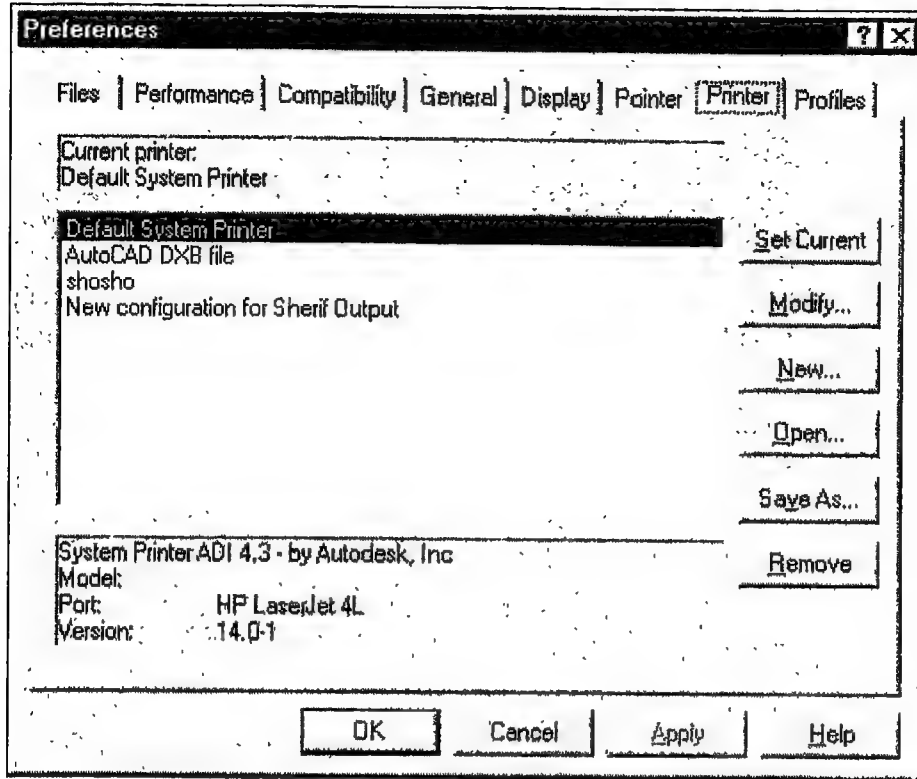 Preferences
Files Performance Compatibility General Display Pointer Printer Profiles
Current printer:
Default System Printer
Default System Printer
AutoCAD DXB file
shosho
New configuration for Sherif Output
Set Current
Modify...
New...
Open...
Save As...
Remove
System Printer ADI 4,3 - by Autodesk, Inc
Model:
Port: HP LaserJet 4L
Version: 14.0-1
OK Cancel Apply Help